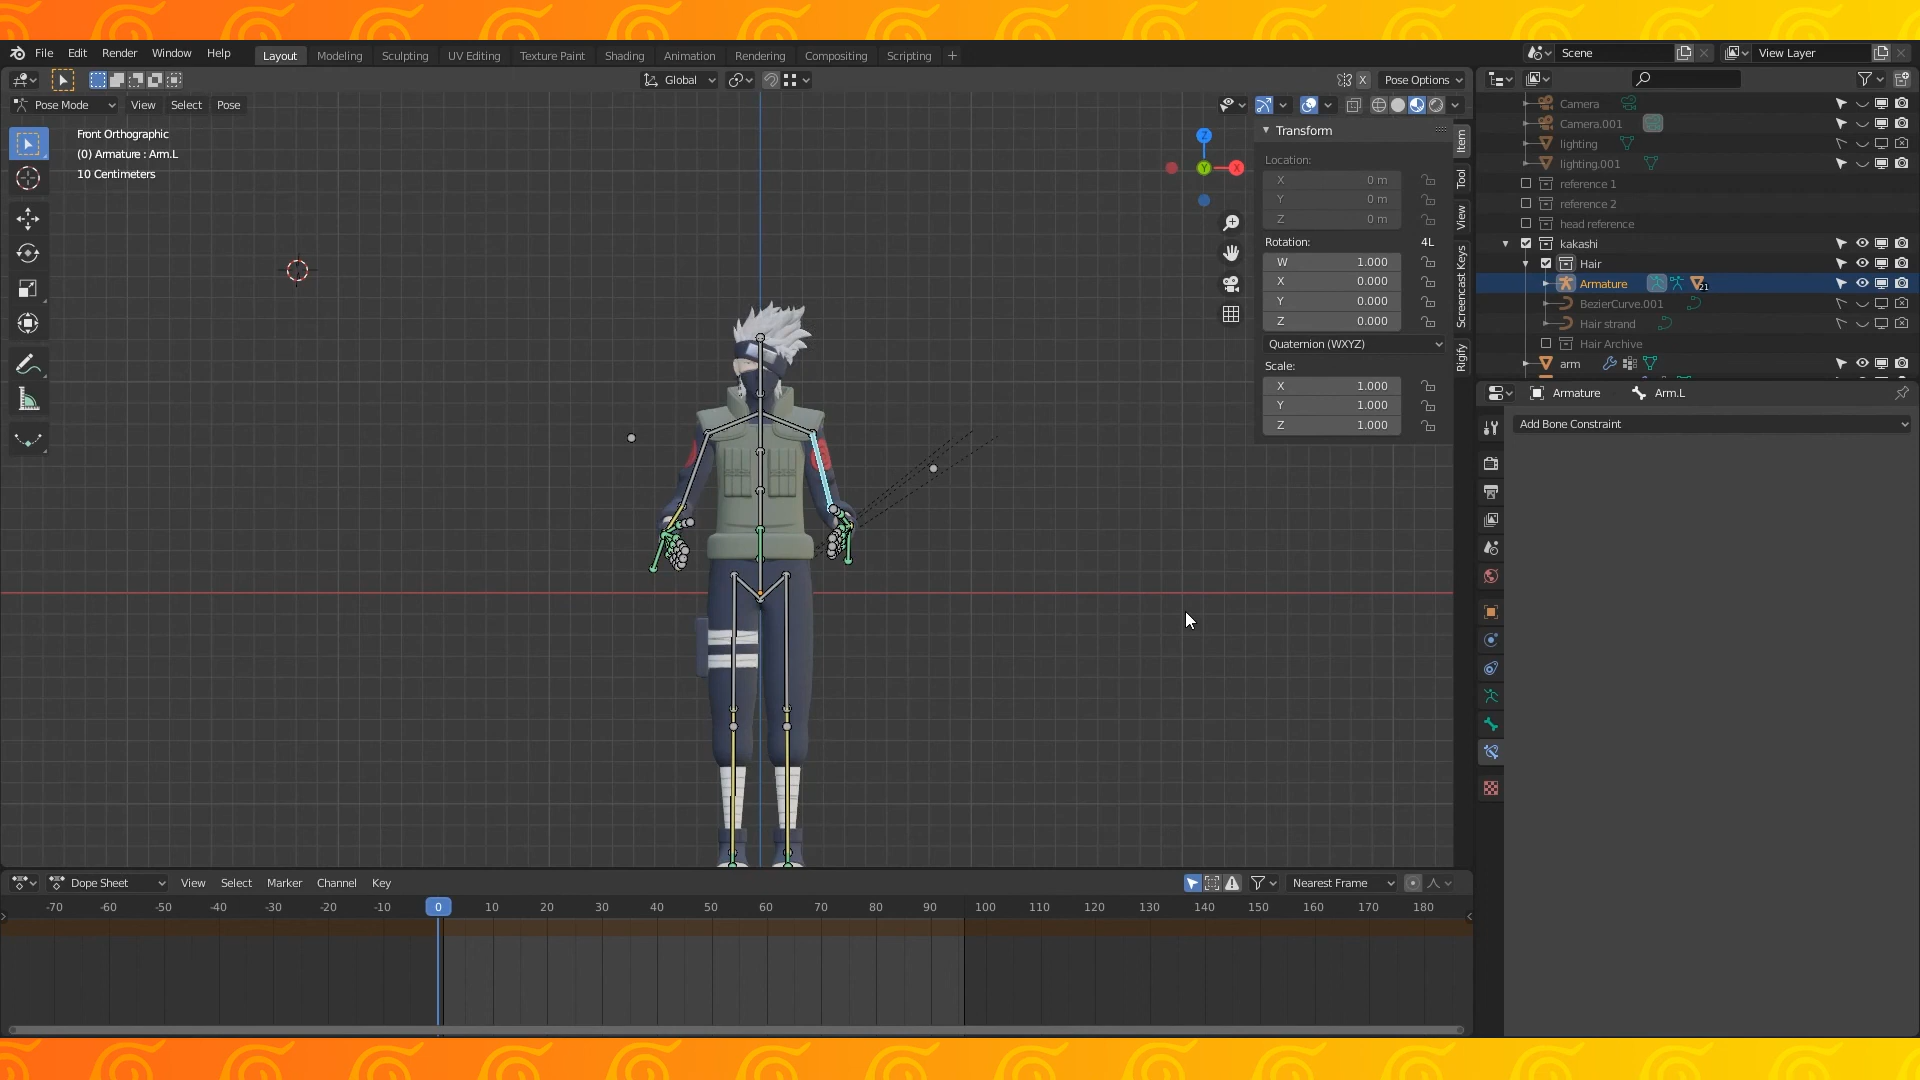 File Edit Render Window Help
Layout Modeling Sculpting UV Editing Texture Paint Shading Animation Rendering Compositing Scripting +
Scene
View Layer
Global
X
Pose Options
Pose Mode View Select Pose
Front Orthographic
(0) Armature : Arm.L
10 Centimeters
Z
Y
X
Transform
Location:
X 0 m
Y 0 m
Z 0 m
Rotation: 4L
W 1.000
X 0.000
Y 0.000
Z 0.000
Quaternion (WXYZ)
Scale:
X 1.000
Y 1.000
Z 1.000
Item
Tool
View
Screencast Keys
Rigify
Camera
Camera.001
lighting
lighting.001
reference 1
reference 2
head reference
kakashi
Hair
Armature 21
BezierCurve.001
Hair strand
Hair Archive
arm
Armature Arm.L
Add Bone Constraint
Dope Sheet View Select Marker Channel Key
Nearest Frame
-70 -60 -50 -40 -30 -20 -10 0 10 20 30 40 50 60 70 80 90 100 110 120 130 140 150 160 170 180